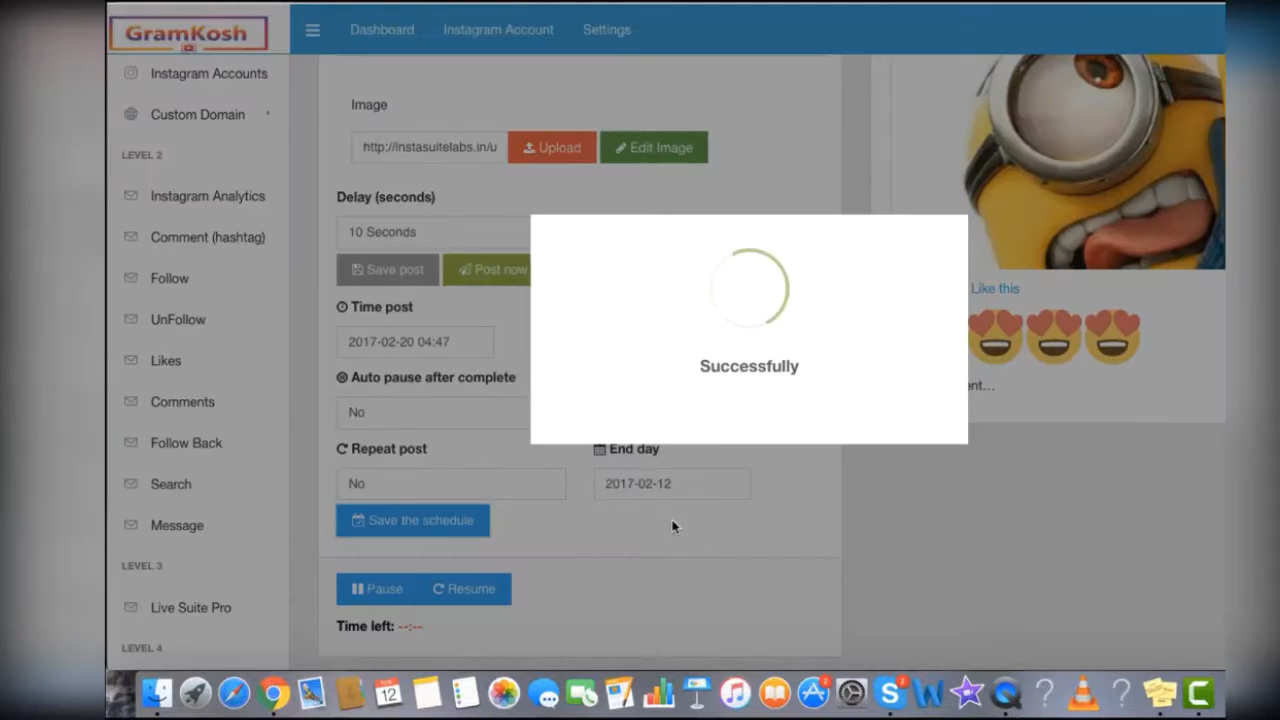 GramKosh
Dashboard
Instagram Account
Settings
Instagram Accounts
Custom Domain
LEVEL 2
Instagram Analytics
Comment (hashtag)
Follow
UnFollow
Likes
Comments
Follow Back
Search
Message
LEVEL 3
Live Suite Pro
LEVEL 4
Image
http://instasuitelabs.in/u
Upload
Edit Image
Delay (seconds)
10 Seconds
Save post
Post now
Time post
2017-02-20 04:47
Auto pause after complete
No
Repeat post
End day
No
2017-02-12
Save the schedule
Pause
Resume
Time left: --:--
Successfully
Like this
ent...
12